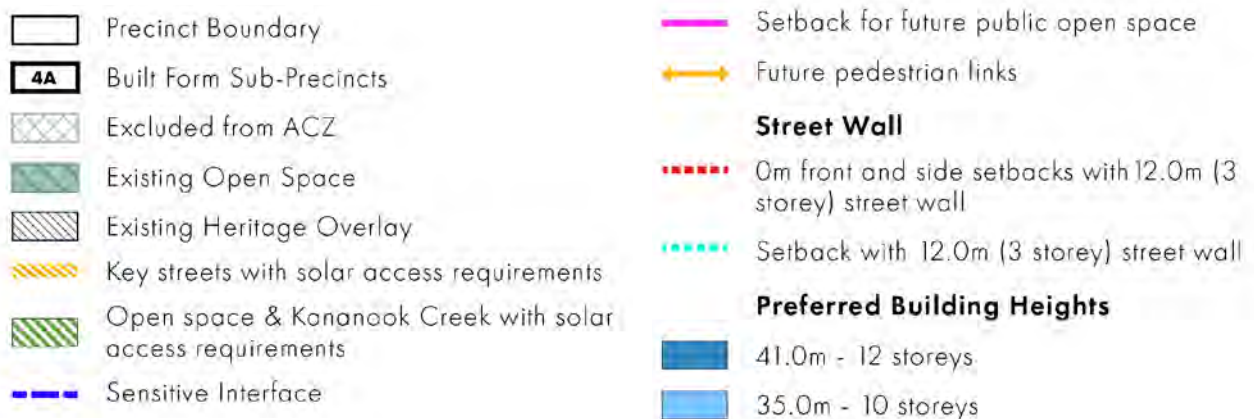 Precinct Boundary
4A
Built Form Sub-Precincts
Excluded from ACZ
Existing Open Space
Existing Heritage Overlay
Key streets with solar access requirements
Open space & Kananook Creek with solar
access requirements
Sensitive Interface
Setback for future public open space
Future pedestrian links
Street Wall
0m front and side setbacks with 12.0m (3
storey) street wall
Setback with 12.0m (3 storey) street wall
Preferred Building Heights
41.0m - 12 storeys
35.0m - 10 storeys